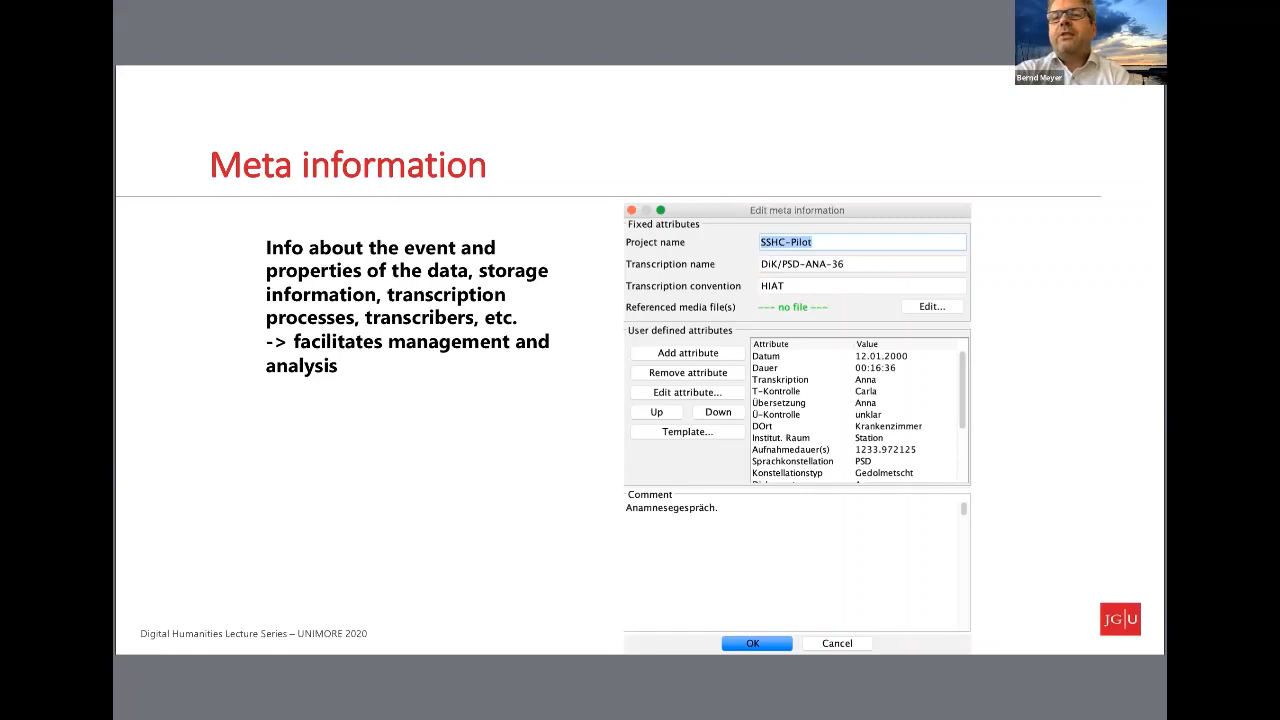 Bernd Meyer
Meta information
Info about the event and
properties of the data, storage
information, transcription
processes, transcribers, etc.
-> facilitates management and
analysis
Edit meta information
Fixed attributes
Project name SSHC-Pilot
Transcription name DiK/PSD-ANA-36
Transcription convention HIAT
Referenced media file(s) --- no file --- Edit...
User defined attributes
Add attribute
Remove attribute
Edit attribute...
Up Down
Template...
Attribute Value
Datum 12.01.2000
Dauer 00:16:36
Transkription Anna
T-Kontrolle Carla
Übersetzung Anna
Ü-Kontrolle unklar
DOrt Krankenzimmer
Institut. Raum Station
Aufnahmedauer(s) 1233.972125
Sprachkonstellation PSD
Konstellationstyp Gedolmetscht
Comment
Anamnesegespräch.
OK Cancel
Digital Humanities Lecture Series – UNIMORE 2020
JG|U